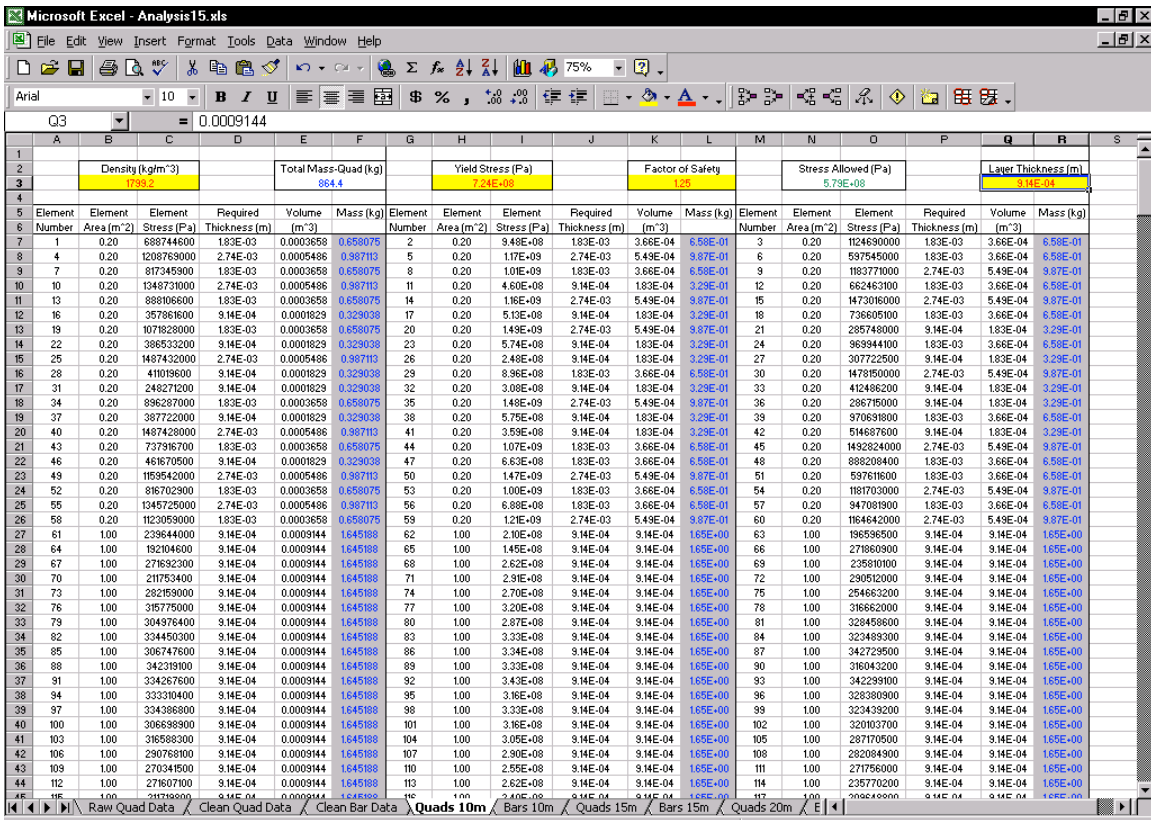 Microsoft Excel - Analysis15.xls
File Edit View Insert Format Tools Data Window Help
75%
Arial 10 B I U $ % ,
Q3 = 0.0009144
A B C D E F G H I J K L M N O P Q R S
1
2 Density (kg/m^3) Total Mass-Quad (kg) Yield Stress (Pa) Factor of Safety Stress Allowed (Pa) Layer Thickness (m)
3 1799.2 864.4 7.24E+08 1.25 5.79E+08 9.14E-04
4
5 Element Element Element Required Volume Mass (kg) Element Element Element Required Volume Mass (kg) Element Element Element Required Volume Mass (kg)
6 Number Area (m^2) Stress (Pa) Thickness (m) (m^3) Number Area (m^2) Stress (Pa) Thickness (m) (m^3) Number Area (m^2) Stress (Pa) Thickness (m) (m^3)
7 1 0.20 688744600 1.83E-03 0.0003658 0.658075 2 0.20 9.48E+08 1.83E-03 3.66E-04 6.58E-01 3 0.20 1124690000 1.83E-03 3.66E-04 6.58E-01
8 4 0.20 1208769000 2.74E-03 0.0005486 0.987113 5 0.20 1.17E+09 2.74E-03 5.49E-04 9.87E-01 6 0.20 597545000 1.83E-03 3.66E-04 6.58E-01
9 7 0.20 817345900 1.83E-03 0.0003658 0.658075 8 0.20 1.01E+09 1.83E-03 3.66E-04 6.58E-01 9 0.20 1183771000 2.74E-03 5.49E-04 9.87E-01
10 10 0.20 1348731000 2.74E-03 0.0005486 0.987113 11 0.20 4.60E+08 9.14E-04 1.83E-04 3.29E-01 12 0.20 662463100 1.83E-03 3.66E-04 6.58E-01
11 13 0.20 888106600 1.83E-03 0.0003658 0.658075 14 0.20 1.16E+09 2.74E-03 5.49E-04 9.87E-01 15 0.20 1473016000 2.74E-03 5.49E-04 9.87E-01
12 16 0.20 357861600 9.14E-04 0.0001829 0.329038 17 0.20 5.13E+08 9.14E-04 1.83E-04 3.29E-01 18 0.20 736605100 1.83E-03 3.66E-04 6.58E-01
13 19 0.20 1071828000 1.83E-03 0.0003658 0.658075 20 0.20 1.49E+09 2.74E-03 5.49E-04 9.87E-01 21 0.20 285748000 9.14E-04 1.83E-04 3.29E-01
14 22 0.20 386533200 9.14E-04 0.0001829 0.329038 23 0.20 5.74E+08 9.14E-04 1.83E-04 3.29E-01 24 0.20 969944100 1.83E-03 3.66E-04 6.58E-01
15 25 0.20 1487432000 2.74E-03 0.0005486 0.987113 26 0.20 2.48E+08 9.14E-04 1.83E-04 3.29E-01 27 0.20 307722500 9.14E-04 1.83E-04 3.29E-01
16 28 0.20 411019600 9.14E-04 0.0001829 0.329038 29 0.20 8.96E+08 1.83E-03 3.66E-04 6.58E-01 30 0.20 1478150000 2.74E-03 5.49E-04 9.87E-01
17 31 0.20 248271200 9.14E-04 0.0001829 0.329038 32 0.20 3.08E+08 9.14E-04 1.83E-04 3.29E-01 33 0.20 412486200 9.14E-04 1.83E-04 3.29E-01
18 34 0.20 896287000 1.83E-03 0.0003658 0.658075 35 0.20 1.48E+09 2.74E-03 5.49E-04 9.87E-01 36 0.20 286715000 9.14E-04 1.83E-04 3.29E-01
19 37 0.20 387722000 9.14E-04 0.0001829 0.329038 38 0.20 5.75E+08 9.14E-04 1.83E-04 3.29E-01 39 0.20 970691800 1.83E-03 3.66E-04 6.58E-01
20 40 0.20 1487428000 2.74E-03 0.0005486 0.987113 41 0.20 3.59E+08 9.14E-04 1.83E-04 3.29E-01 42 0.20 514687600 9.14E-04 1.83E-04 3.29E-01
21 43 0.20 737916700 1.83E-03 0.0003658 0.658075 44 0.20 1.07E+09 1.83E-03 3.66E-04 6.58E-01 45 0.20 1492824000 2.74E-03 5.49E-04 9.87E-01
22 46 0.20 461670500 9.14E-04 0.0001829 0.329038 47 0.20 6.63E+08 1.83E-03 3.66E-04 6.58E-01 48 0.20 888208400 1.83E-03 3.66E-04 6.58E-01
23 49 0.20 1159542000 2.74E-03 0.0005486 0.987113 50 0.20 1.47E+09 2.74E-03 5.49E-04 9.87E-01 51 0.20 597611600 1.83E-03 3.66E-04 6.58E-01
24 52 0.20 816702900 1.83E-03 0.0003658 0.658075 53 0.20 1.00E+09 1.83E-03 3.66E-04 6.58E-01 54 0.20 1181703000 2.74E-03 5.49E-04 9.87E-01
25 55 0.20 1345725000 2.74E-03 0.0005486 0.987113 56 0.20 6.88E+08 1.83E-03 3.66E-04 6.58E-01 57 0.20 947081900 1.83E-03 3.66E-04 6.58E-01
26 58 0.20 1123059000 1.83E-03 0.0003658 0.658075 59 0.20 1.21E+09 2.74E-03 5.49E-04 9.87E-01 60 0.20 1164642000 2.74E-03 5.49E-04 9.87E-01
27 61 1.00 239644000 9.14E-04 0.0009144 1.645188 62 1.00 2.10E+08 9.14E-04 9.14E-04 1.65E+00 63 1.00 196596500 9.14E-04 9.14E-04 1.65E+00
28 64 1.00 192104600 9.14E-04 0.0009144 1.645188 65 1.00 1.45E+08 9.14E-04 9.14E-04 1.65E+00 66 1.00 271860900 9.14E-04 9.14E-04 1.65E+00
29 67 1.00 271692300 9.14E-04 0.0009144 1.645188 68 1.00 2.62E+08 9.14E-04 9.14E-04 1.65E+00 69 1.00 235810100 9.14E-04 9.14E-04 1.65E+00
30 70 1.00 211753400 9.14E-04 0.0009144 1.645188 71 1.00 2.91E+08 9.14E-04 9.14E-04 1.65E+00 72 1.00 290512000 9.14E-04 9.14E-04 1.65E+00
31 73 1.00 282159000 9.14E-04 0.0009144 1.645188 74 1.00 2.70E+08 9.14E-04 9.14E-04 1.65E+00 75 1.00 254663200 9.14E-04 9.14E-04 1.65E+00
32 76 1.00 315775000 9.14E-04 0.0009144 1.645188 77 1.00 3.20E+08 9.14E-04 9.14E-04 1.65E+00 78 1.00 316662000 9.14E-04 9.14E-04 1.65E+00
33 79 1.00 304976400 9.14E-04 0.0009144 1.645188 80 1.00 2.87E+08 9.14E-04 9.14E-04 1.65E+00 81 1.00 328458600 9.14E-04 9.14E-04 1.65E+00
34 82 1.00 334450300 9.14E-04 0.0009144 1.645188 83 1.00 3.33E+08 9.14E-04 9.14E-04 1.65E+00 84 1.00 323489300 9.14E-04 9.14E-04 1.65E+00
35 85 1.00 306747600 9.14E-04 0.0009144 1.645188 86 1.00 3.34E+08 9.14E-04 9.14E-04 1.65E+00 87 1.00 342729500 9.14E-04 9.14E-04 1.65E+00
36 88 1.00 342319100 9.14E-04 0.0009144 1.645188 89 1.00 3.33E+08 9.14E-04 9.14E-04 1.65E+00 90 1.00 316043200 9.14E-04 9.14E-04 1.65E+00
37 91 1.00 334267600 9.14E-04 0.0009144 1.645188 92 1.00 3.43E+08 9.14E-04 9.14E-04 1.65E+00 93 1.00 342299100 9.14E-04 9.14E-04 1.65E+00
38 94 1.00 333310400 9.14E-04 0.0009144 1.645188 95 1.00 3.16E+08 9.14E-04 9.14E-04 1.65E+00 96 1.00 328380900 9.14E-04 9.14E-04 1.65E+00
39 97 1.00 334386800 9.14E-04 0.0009144 1.645188 98 1.00 3.33E+08 9.14E-04 9.14E-04 1.65E+00 99 1.00 323439200 9.14E-04 9.14E-04 1.65E+00
40 100 1.00 306698900 9.14E-04 0.0009144 1.645188 101 1.00 3.16E+08 9.14E-04 9.14E-04 1.65E+00 102 1.00 320103700 9.14E-04 9.14E-04 1.65E+00
41 103 1.00 316588300 9.14E-04 0.0009144 1.645188 104 1.00 3.05E+08 9.14E-04 9.14E-04 1.65E+00 105 1.00 287170500 9.14E-04 9.14E-04 1.65E+00
42 106 1.00 290768100 9.14E-04 0.0009144 1.645188 107 1.00 2.90E+08 9.14E-04 9.14E-04 1.65E+00 108 1.00 282084900 9.14E-04 9.14E-04 1.65E+00
43 109 1.00 270341500 9.14E-04 0.0009144 1.645188 110 1.00 2.55E+08 9.14E-04 9.14E-04 1.65E+00 111 1.00 271756000 9.14E-04 9.14E-04 1.65E+00
44 112 1.00 271607100 9.14E-04 0.0009144 1.645188 113 1.00 2.62E+08 9.14E-04 9.14E-04 1.65E+00 114 1.00 235770200 9.14E-04 9.14E-04 1.65E+00
Raw Quad Data Clean Quad Data Clean Bar Data Quads 10m Bars 10m Quads 15m Bars 15m Quads 20m E